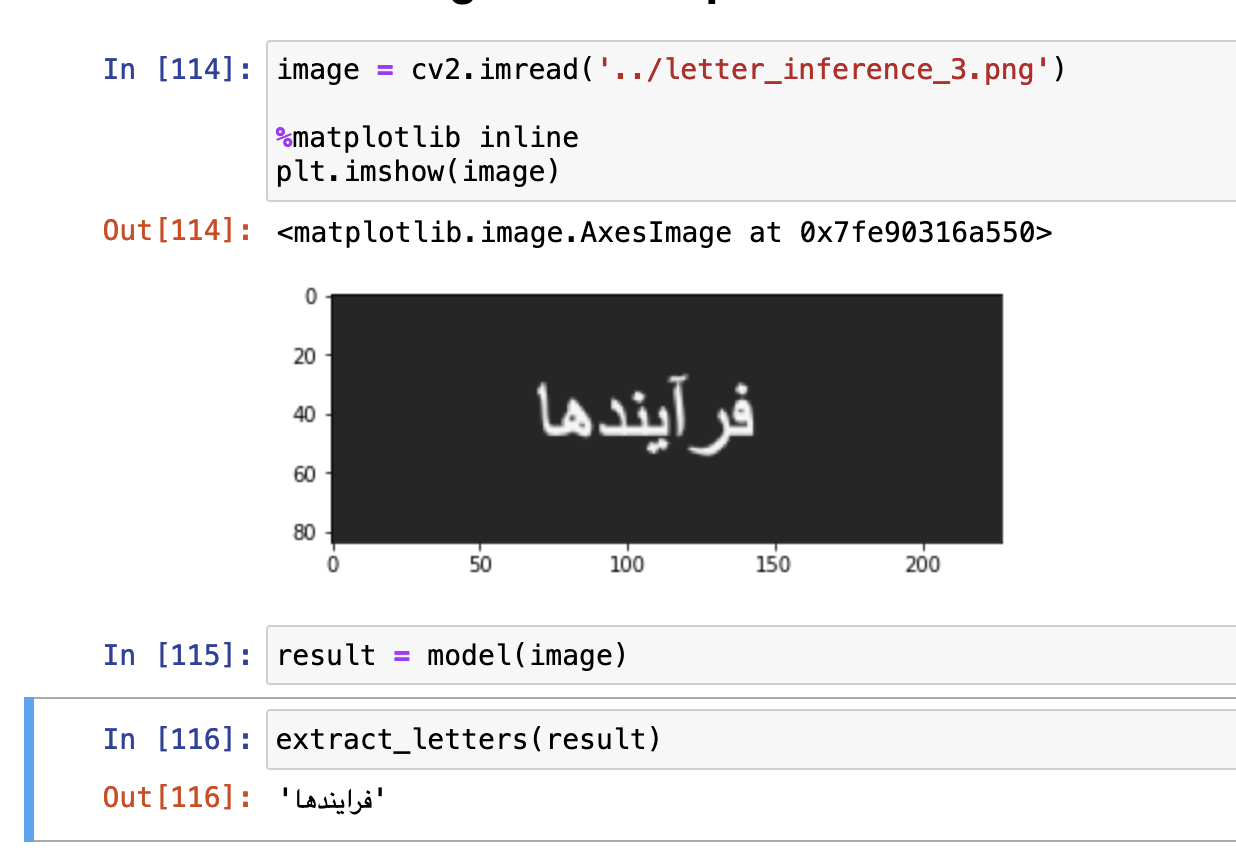 In [114]: image = cv2.imread('../letter_inference_3.png')
%matplotlib inline
plt.imshow(image)
Out[114]: <matplotlib.image.AxesImage at 0x7fe90316a550>
0
20
40
60
80
فرآیندها
0 50 100 150 200
In [115]: result = model(image)
In [116]: extract_letters(result)
Out[116]: 'فرایندها'